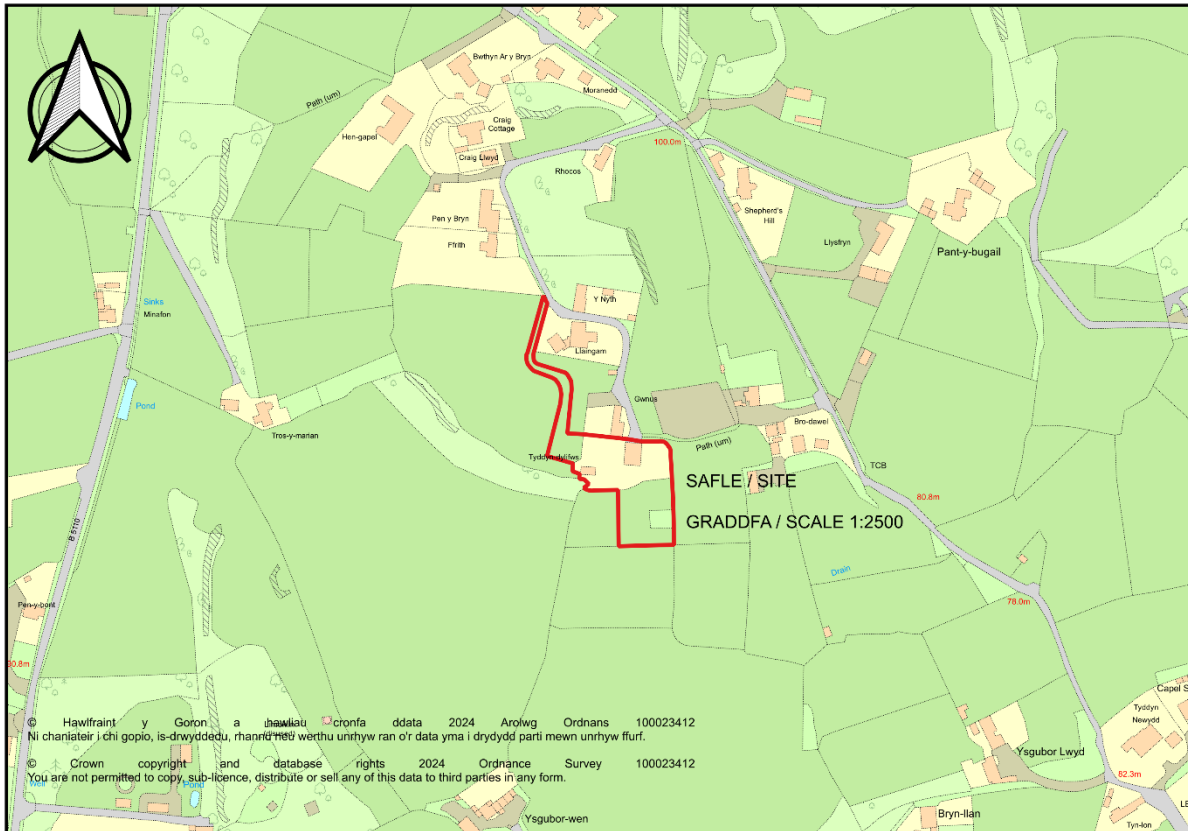 Bwthyn Ar y Bryn
Moranedd
Path (um)
Hen-gapel
Craig
Cottage
Craig Llwyd
100.0m
Rhocos
Pen y Bryn
Ffrith
Shepherd's
Hill
Llysfryn
Pant-y-bugail
Sinks
Minafon
Y Nyth
Llaingam
Pond
Gwnus
Tros-y-marian
Path (um)
Bro-dawel
Tyddyn-dylifws
TCB
SAFLE / SITE
80.8m
GRADDFA / SCALE 1:2500
B 5110
Drain
Pen-y-bont
78.0m
30.8m
Capel S
Tyddyn
Newydd
© Hawlfraint y Goron a hawliau cronfa ddata 2024 Arolwg Ordnans 100023412
Ni chaniateir i chi gopio, is-drwyddedu, rhannu neu werthu unrhyw ran o'r data yma i drydydd parti mewn unrhyw ffurf.
Ysgubor Lwyd
© Crown copyright and database rights 2024 Ordnance Survey 100023412
You are not permitted to copy, sub-licence, distribute or sell any of this data to third parties in any form.
82.3m
Well
Pond
Ysgubor-wen
Bryn-llan
Tyn-lon